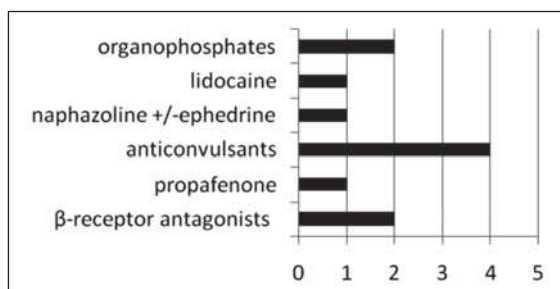 organophosphates
lidocaine
naphazoline +/-ephedrine
anticonvulsants
propafenone
β-receptor antagonists
0 1 2 3 4 5